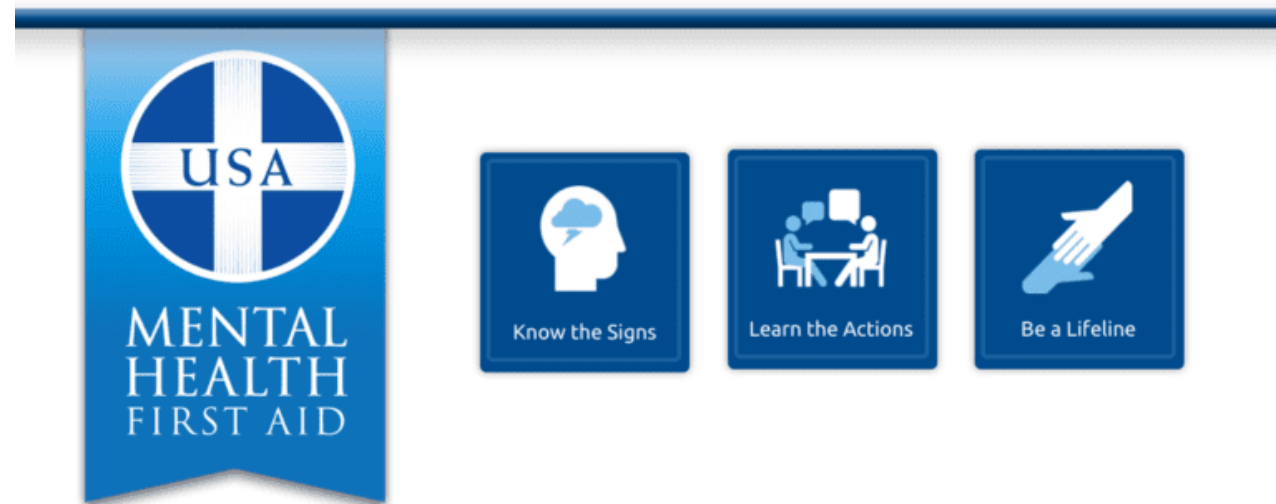 USA
MENTAL
HEALTH
FIRST AID
Know the Signs
Learn the Actions
Be a Lifeline